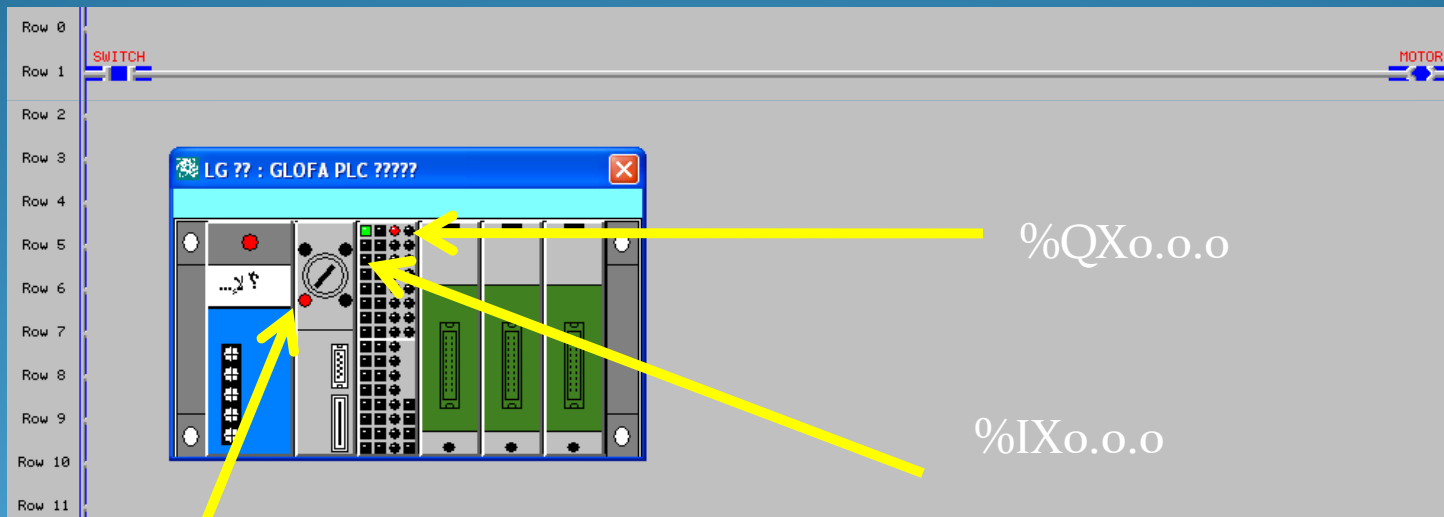 Row 0
SWITCH
MOTOR
Row 1
Row 2
Row 3
LG ?? : GLOFA PLC ?????
Row 4
Row 5
%QX0.0.0
Row 6
Row 7
Row 8
Row 9
%IX0.0.0
Row 10
Row 11